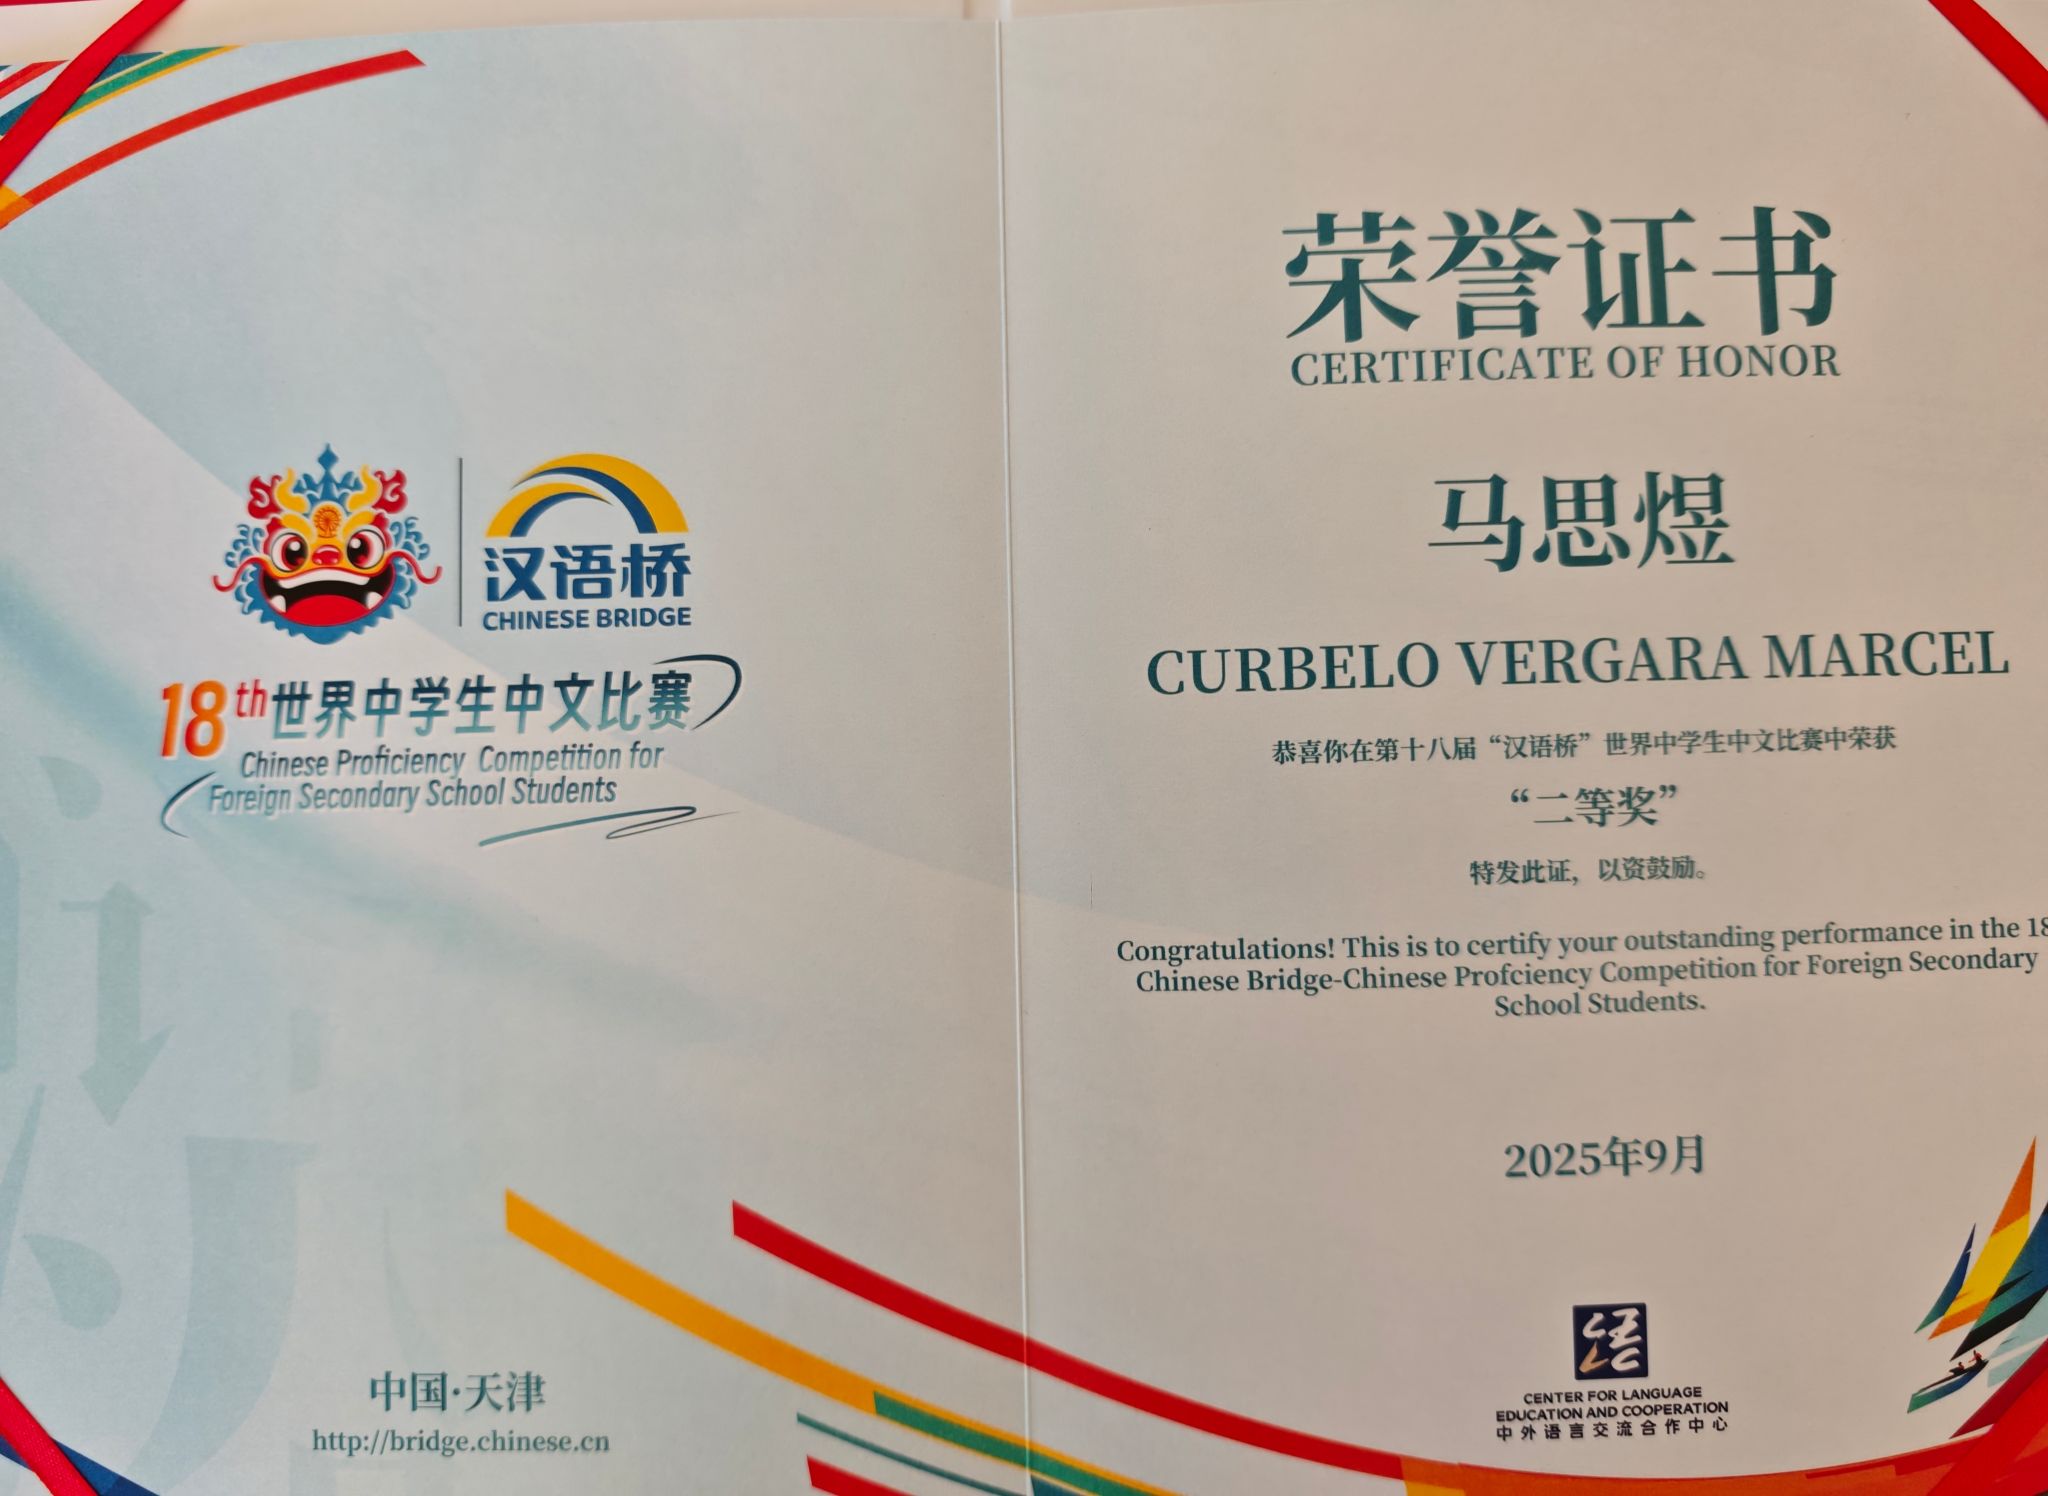 汉语桥
CHINESE BRIDGE
18th世界中学生中文比赛
Chinese Proficiency Competition for
Foreign Secondary School Students
中国·天津
http://bridge.chinese.cn
荣誉证书
CERTIFICATE OF HONOR
马思煜
CURBELO VERGARA MARCEL
恭喜你在第十八届“汉语桥”世界中学生中文比赛中荣获
“二等奖”
特发此证，以资鼓励。
Congratulations! This is to certify your outstanding performance in the 18
Chinese Bridge-Chinese Profciency Competition for Foreign Secondary
School Students.
2025年9月
CENTER FOR LANGUAGE
EDUCATION AND COOPERATION
中外语言交流合作中心